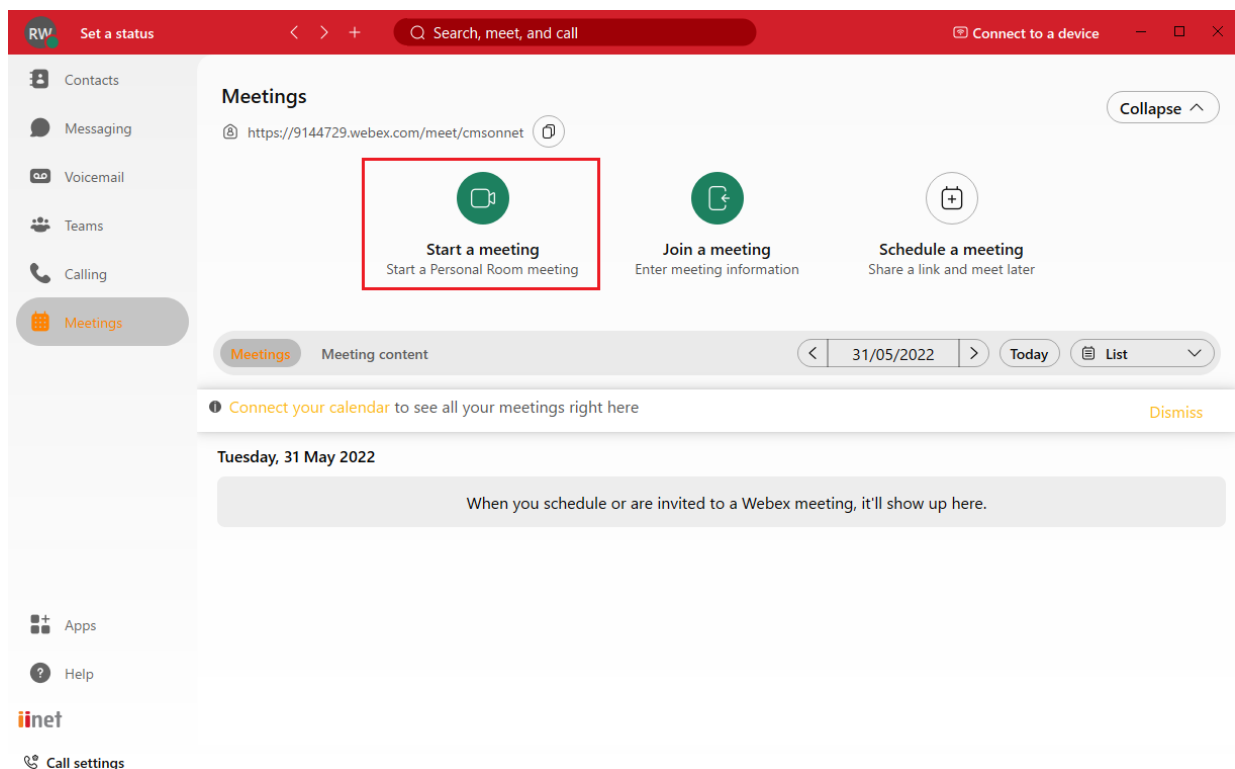 RW Set a status Search, meet, and call Connect to a device
Contacts
Messaging
Voicemail
Teams
Calling
Meetings
Apps
Help
iinet
Call settings
Meetings
Collapse
https://9144729.webex.com/meet/cmsonnet
Start a meeting
Start a Personal Room meeting
Join a meeting
Enter meeting information
Schedule a meeting
Share a link and meet later
Meetings Meeting content 31/05/2022 Today List
Connect your calendar to see all your meetings right here Dismiss
Tuesday, 31 May 2022
When you schedule or are invited to a Webex meeting, it'll show up here.